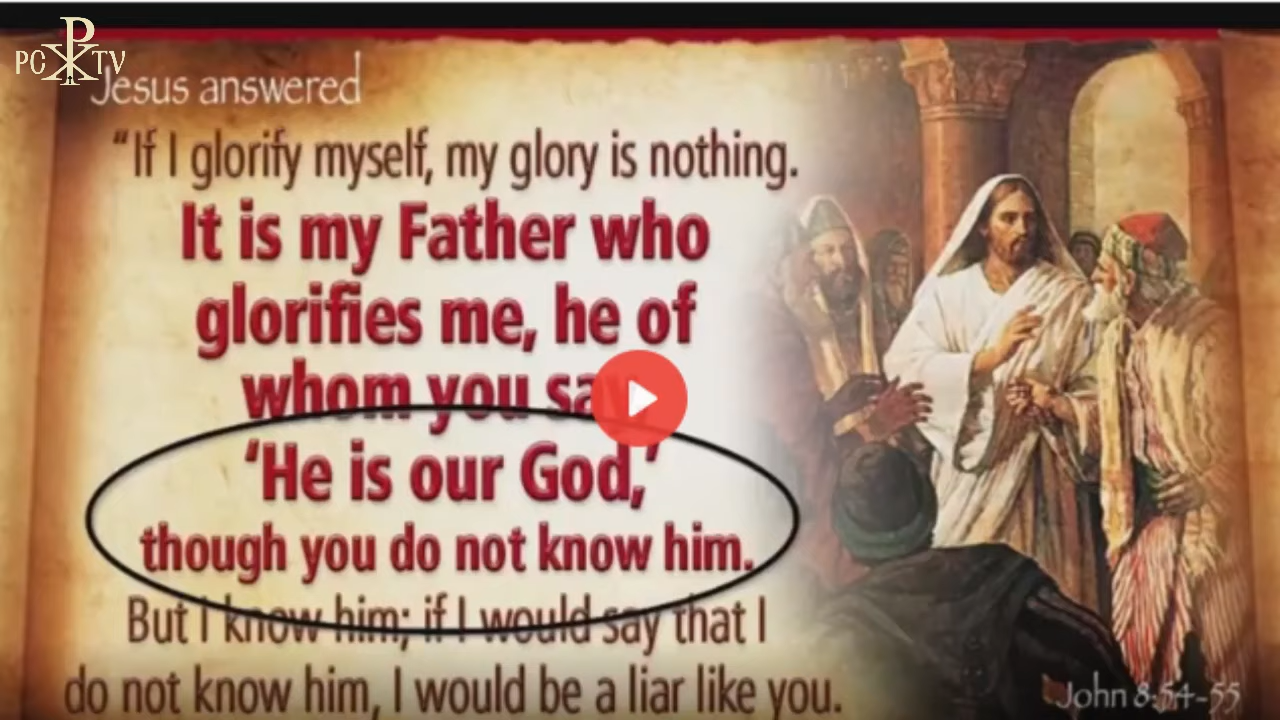 PC TV
Jesus answered
“If I glorify myself, my glory is nothing.
It is my Father who
glorifies me, he of
whom you say,
‘He is our God,’
though you do not know him.
But I know him; if I would say that I
do not know him, I would be a liar like you.
John 8:54-55